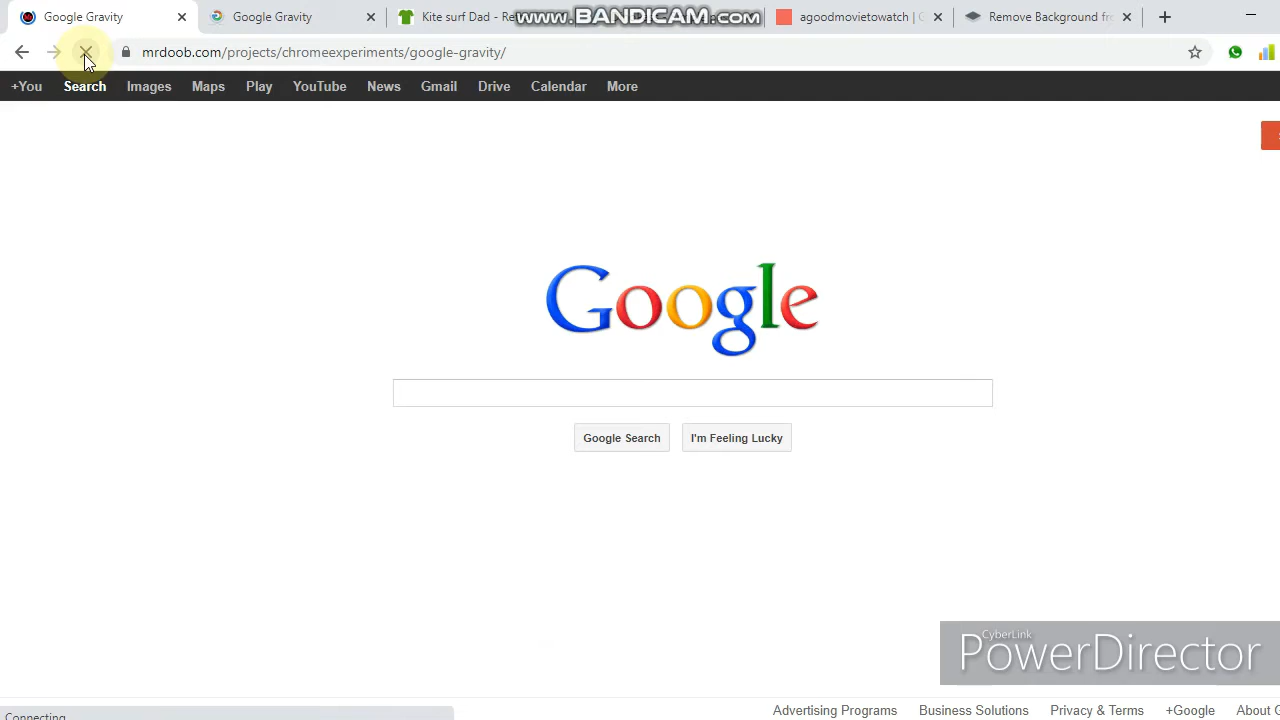 Google Gravity
Google Gravity
Kite surf Dad - Re
www.BANDICAM.com
agoodmovietowatch | G
Remove Background fro
mrdoob.com/projects/chromeexperiments/google-gravity/
+You Search Images Maps Play YouTube News Gmail Drive Calendar More
Google
Google Search I'm Feeling Lucky
CyberLink
PowerDirector
Connecting
Advertising Programs Business Solutions Privacy & Terms +Google About G